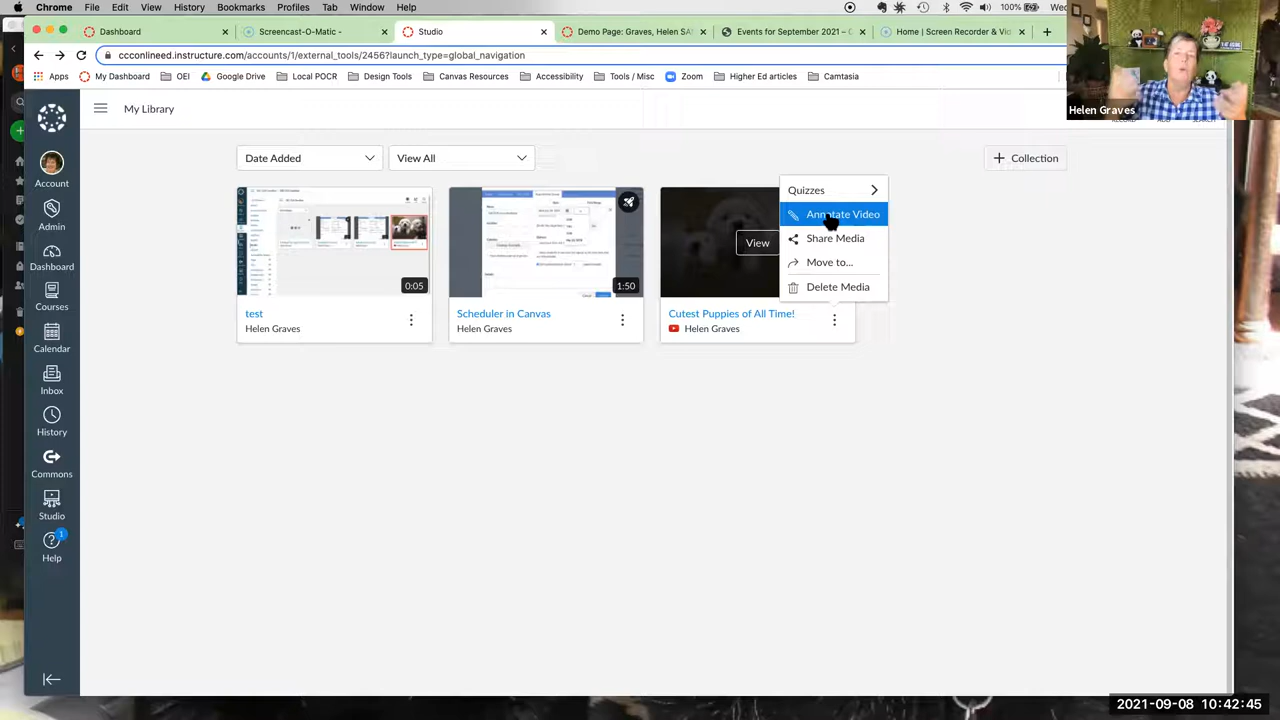 Chrome File Edit View History Bookmarks Profiles Tab Window Help 100%
Dashboard Screencast-O-Matic - Studio Demo Page: Graves, Helen SA Events for September 2021 – Home | Screen Recorder & Vi
ccconlineed.instructure.com/accounts/1/external_tools/2456?launch_type=global_navigation
Apps My Dashboard OEI Google Drive Local POCR Design Tools Canvas Resources Accessibility Tools / Misc Zoom Higher Ed articles Camtasia
Helen Graves
My Library
Date Added View All + Collection
Account
Admin
Dashboard
Courses
Calendar
Inbox
History
Commons
Studio
1
Help
Quizzes
Annotate Video
View
Share Media
Move to...
Delete Media
0:05
1:50
test
Helen Graves
Scheduler in Canvas
Helen Graves
Cutest Puppies of All Time!
Helen Graves
2021-09-08 10:42:45